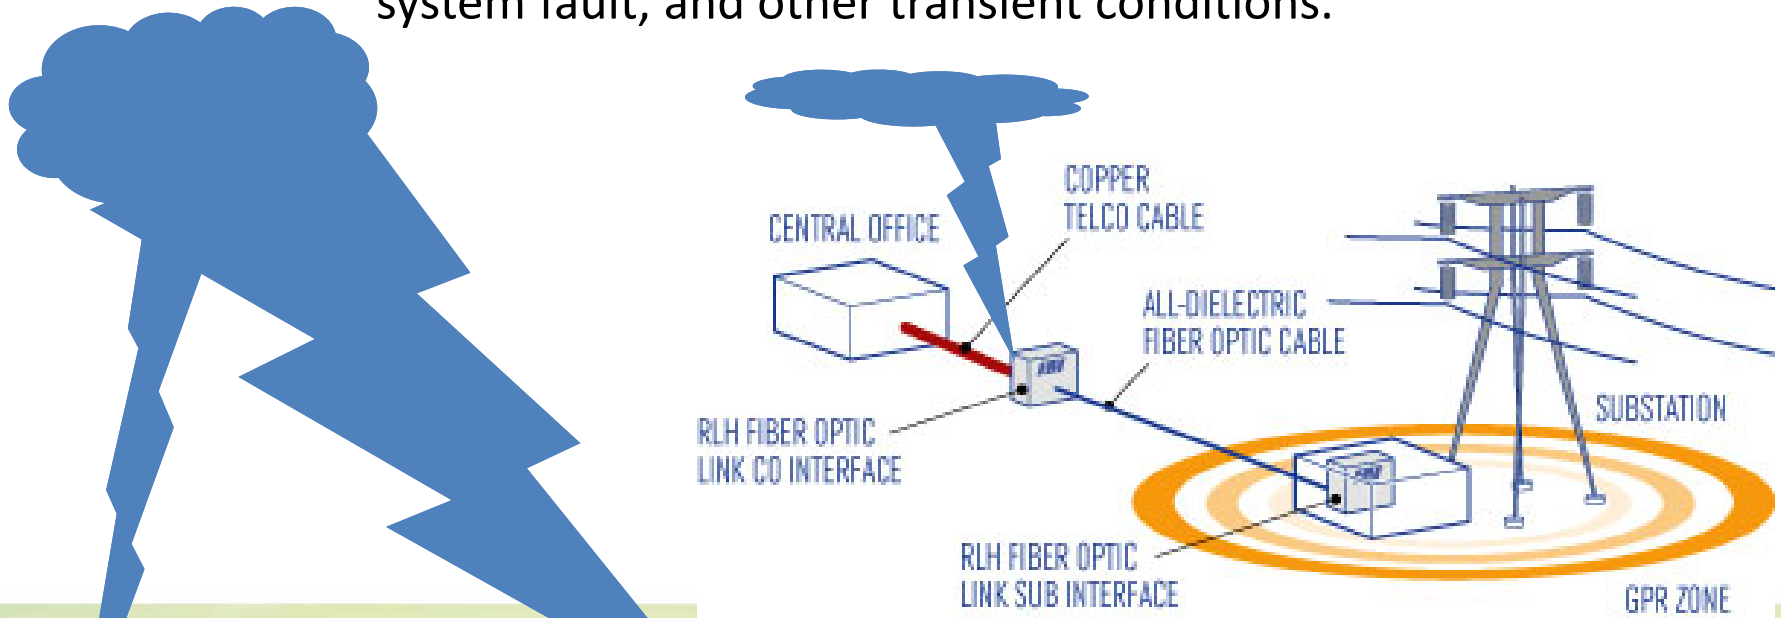 system fault, and other transient conditions.
COPPER
TELCO CABLE
CENTRAL OFFICE
ALL-DIELECTRIC
FIBER OPTIC CABLE
SUBSTATION
RLH FIBER OPTIC
LINK CO INTERFACE
RLH FIBER OPTIC
LINK SUB INTERFACE
GPR ZONE